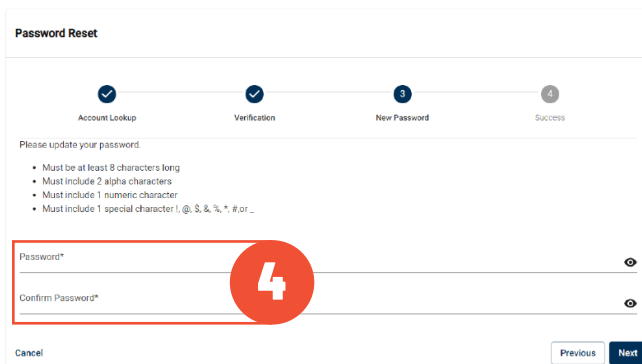 Password Reset
3
4
Account Lookup
Verification
New Password
Success
Please update your password.
• Must be at least 8 characters long
• Must include 2 alpha characters
• Must include 1 numeric character
• Must include 1 special character !, @, $, &, %, *, #,or _
Password*
4
Confirm Password*
Cancel
Previous
Next